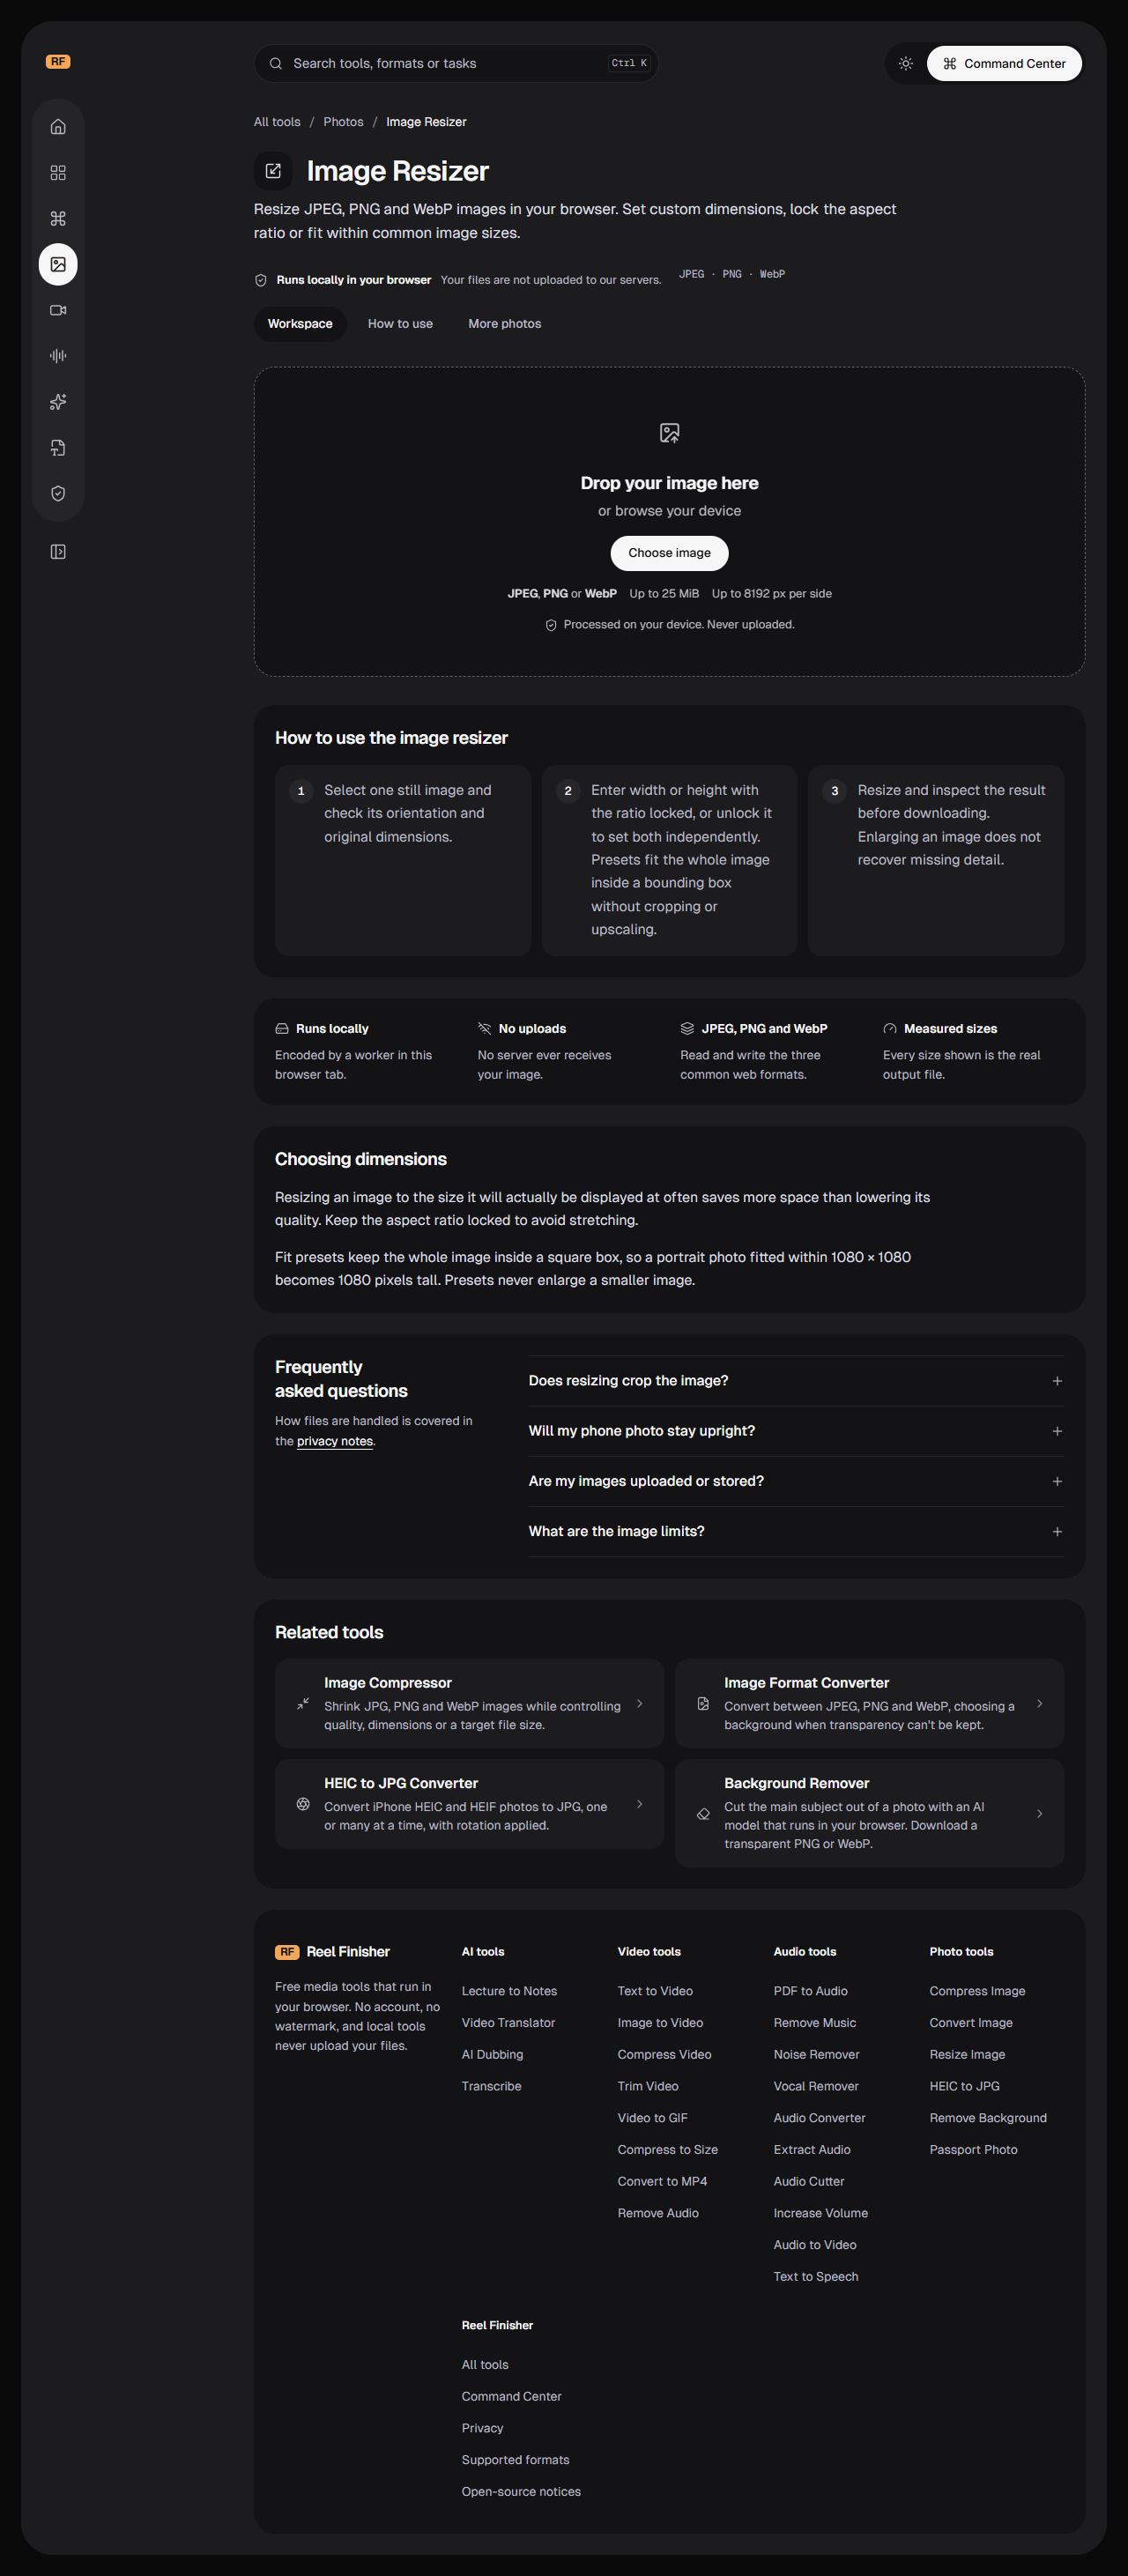 RF
Search tools, formats or tasks
Ctrl K
Command Center
All tools / Photos / Image Resizer
Image Resizer
Resize JPEG, PNG and WebP images in your browser. Set custom dimensions, lock the aspect
ratio or fit within common image sizes.
Runs locally in your browser Your files are not uploaded to our servers. JPEG · PNG · WebP
Workspace
How to use
More photos
Drop your image here
or browse your device
Choose image
JPEG, PNG or WebP Up to 25 MiB Up to 8192 px per side
Processed on your device. Never uploaded.
How to use the image resizer
1
Select one still image and
check its orientation and
original dimensions.
2
Enter width or height with
the ratio locked, or unlock it
to set both independently.
Presets fit the whole image
inside a bounding box
without cropping or
upscaling.
3
Resize and inspect the result
before downloading.
Enlarging an image does not
recover missing detail.
Runs locally
Encoded by a worker in this
browser tab.
No uploads
No server ever receives
your image.
JPEG, PNG and WebP
Read and write the three
common web formats.
Measured sizes
Every size shown is the real
output file.
Choosing dimensions
Resizing an image to the size it will actually be displayed at often saves more space than lowering its
quality. Keep the aspect ratio locked to avoid stretching.
Fit presets keep the whole image inside a square box, so a portrait photo fitted within 1080 × 1080
becomes 1080 pixels tall. Presets never enlarge a smaller image.
Frequently
asked questions
How files are handled is covered in
the privacy notes.
Does resizing crop the image?
Will my phone photo stay upright?
Are my images uploaded or stored?
What are the image limits?
Related tools
Image Compressor
Shrink JPG, PNG and WebP images while controlling
quality, dimensions or a target file size.
Image Format Converter
Convert between JPEG, PNG and WebP, choosing a
background when transparency can't be kept.
HEIC to JPG Converter
Convert iPhone HEIC and HEIF photos to JPG, one
or many at a time, with rotation applied.
Background Remover
Cut the main subject out of a photo with an AI
model that runs in your browser. Download a
transparent PNG or WebP.
RF Reel Finisher
Free media tools that run in
your browser. No account, no
watermark, and local tools
never upload your files.
AI tools
Lecture to Notes
Video Translator
AI Dubbing
Transcribe
Video tools
Text to Video
Image to Video
Compress Video
Trim Video
Video to GIF
Compress to Size
Convert to MP4
Remove Audio
Audio tools
PDF to Audio
Remove Music
Noise Remover
Vocal Remover
Audio Converter
Extract Audio
Audio Cutter
Increase Volume
Audio to Video
Text to Speech
Photo tools
Compress Image
Convert Image
Resize Image
HEIC to JPG
Remove Background
Passport Photo
Reel Finisher
All tools
Command Center
Privacy
Supported formats
Open-source notices